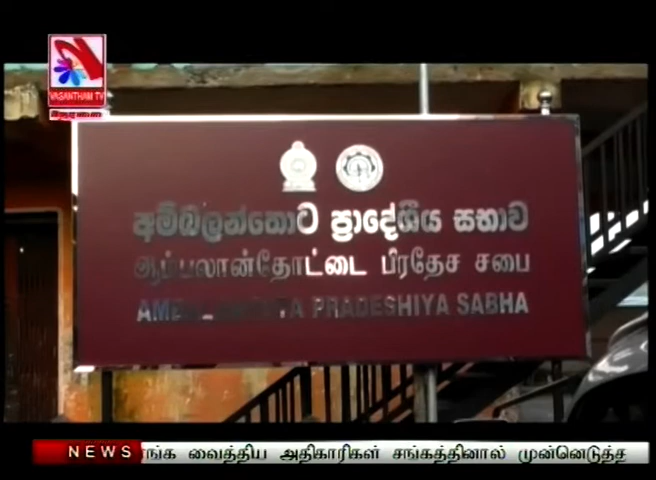 VASANTHAM TV
අම්බලන්තොට ප්‍රාදේශීය සභාව
அம்பலாන்தோட்டை பிரதேச சபை
PRADESHIYA SABHA
NEWS
ங்க வைத்திய அதிகாரிகள் சங்கத்தினால் முன்னெடுத்த